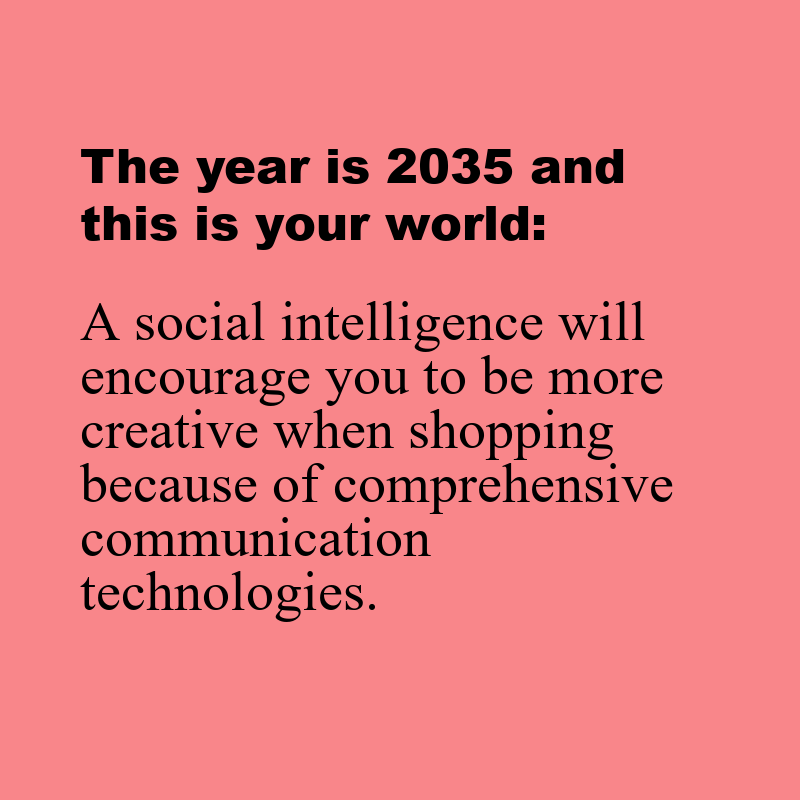 The year is 2035 and
this is your world:
A social intelligence will
encourage you to be more
creative when shopping
because of comprehensive
communication
technologies.